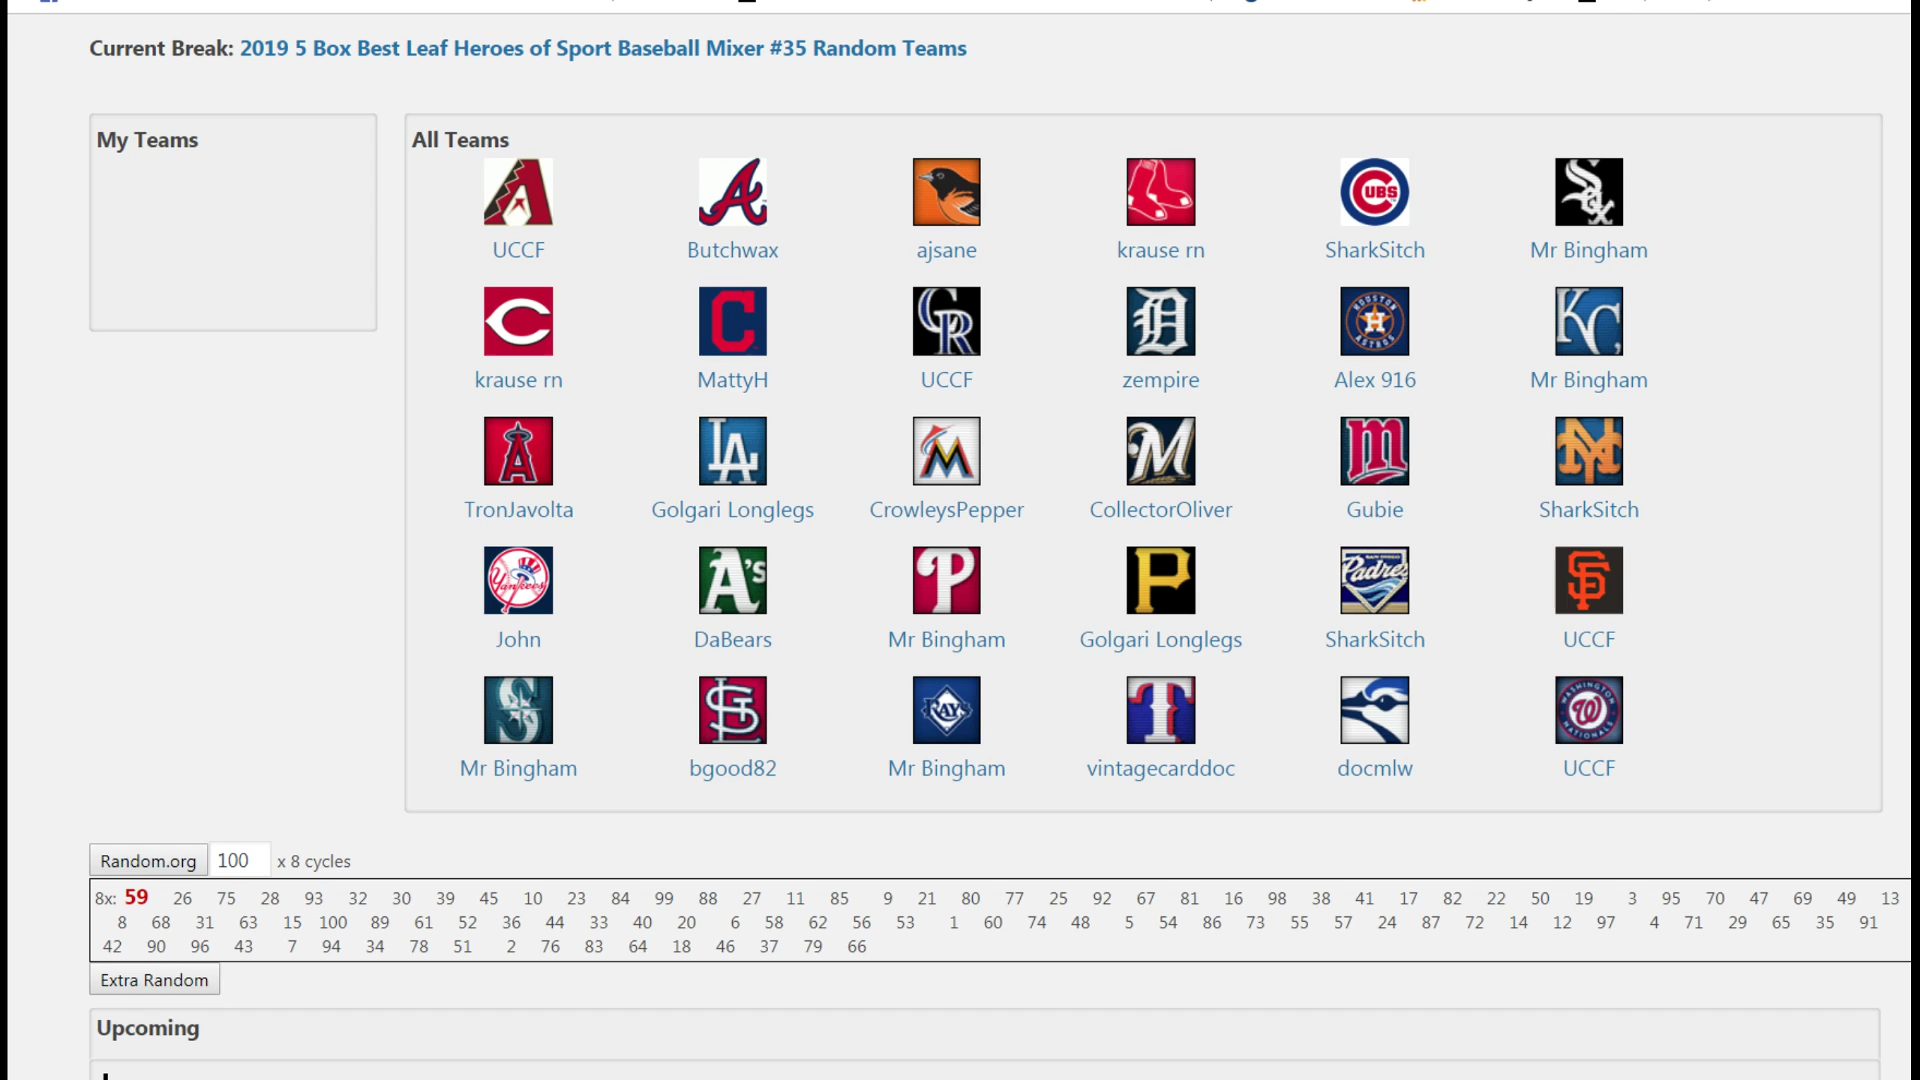 Current Break: 2019 5 Box Best Leaf Heroes of Sport Baseball Mixer #35 Random Teams
My Teams
All Teams
UCCF Butchwax ajsane krause rn SharkSitch Mr Bingham
krause rn MattyH UCCF zempire Alex 916 Mr Bingham
TronJavolta Golgari Longlegs CrowleysPepper CollectorOliver Gubie SharkSitch
John DaBears Mr Bingham Golgari Longlegs SharkSitch UCCF
Mr Bingham bgood82 Mr Bingham vintagecarddoc docmlw UCCF
Random.org 100 x 8 cycles
8x: 59 26 75 28 93 32 30 39 45 10 23 84 99 88 27 11 85 9 21 80 77 25 92 67 81 16 98 38 41 17 82 22 50 19 3 95 70 47 69 49 13
8 68 31 63 15 100 89 61 52 36 44 33 40 20 6 58 62 56 53 1 60 74 48 5 54 86 73 55 57 24 87 72 14 12 97 4 71 29 65 35 91
42 90 96 43 7 94 34 78 51 2 76 83 64 18 46 37 79 66
Extra Random
Upcoming